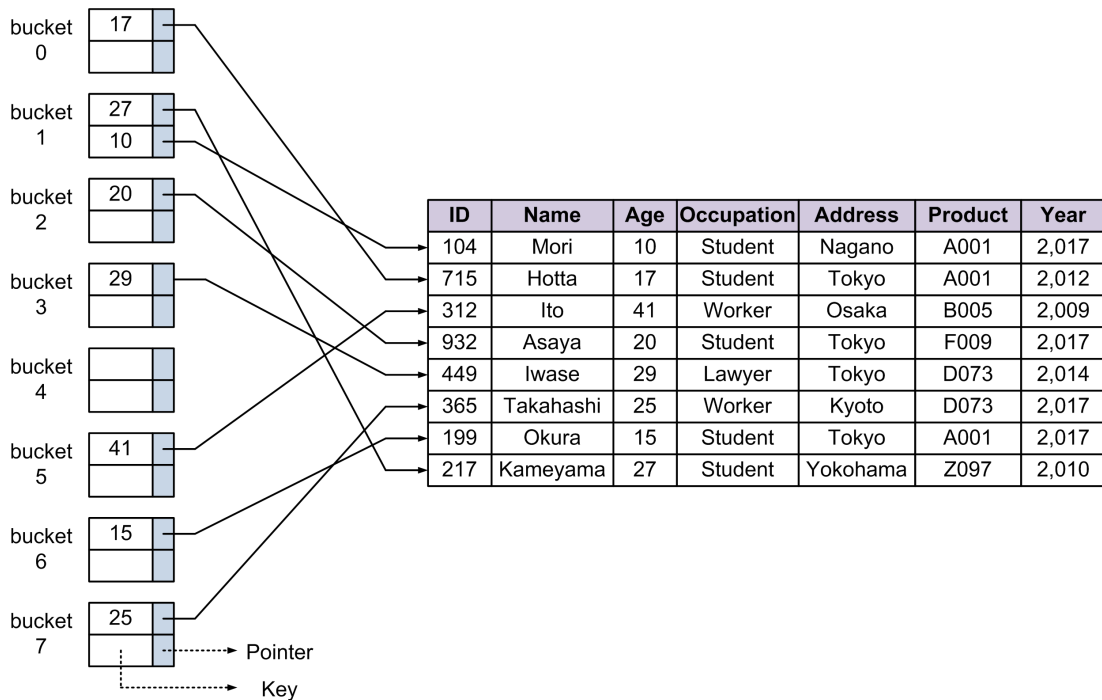 bucket
0
17
bucket
1
27
10
bucket
2
20
bucket
3
29
bucket
4
bucket
5
41
bucket
6
15
bucket
7
25
Pointer
Key
ID Name Age Occupation Address Product Year
104 Mori 10 Student Nagano A001 2,017
715 Hotta 17 Student Tokyo A001 2,012
312 Ito 41 Worker Osaka B005 2,009
932 Asaya 20 Student Tokyo F009 2,017
449 Iwase 29 Lawyer Tokyo D073 2,014
365 Takahashi 25 Worker Kyoto D073 2,017
199 Okura 15 Student Tokyo A001 2,017
217 Kameyama 27 Student Yokohama Z097 2,010